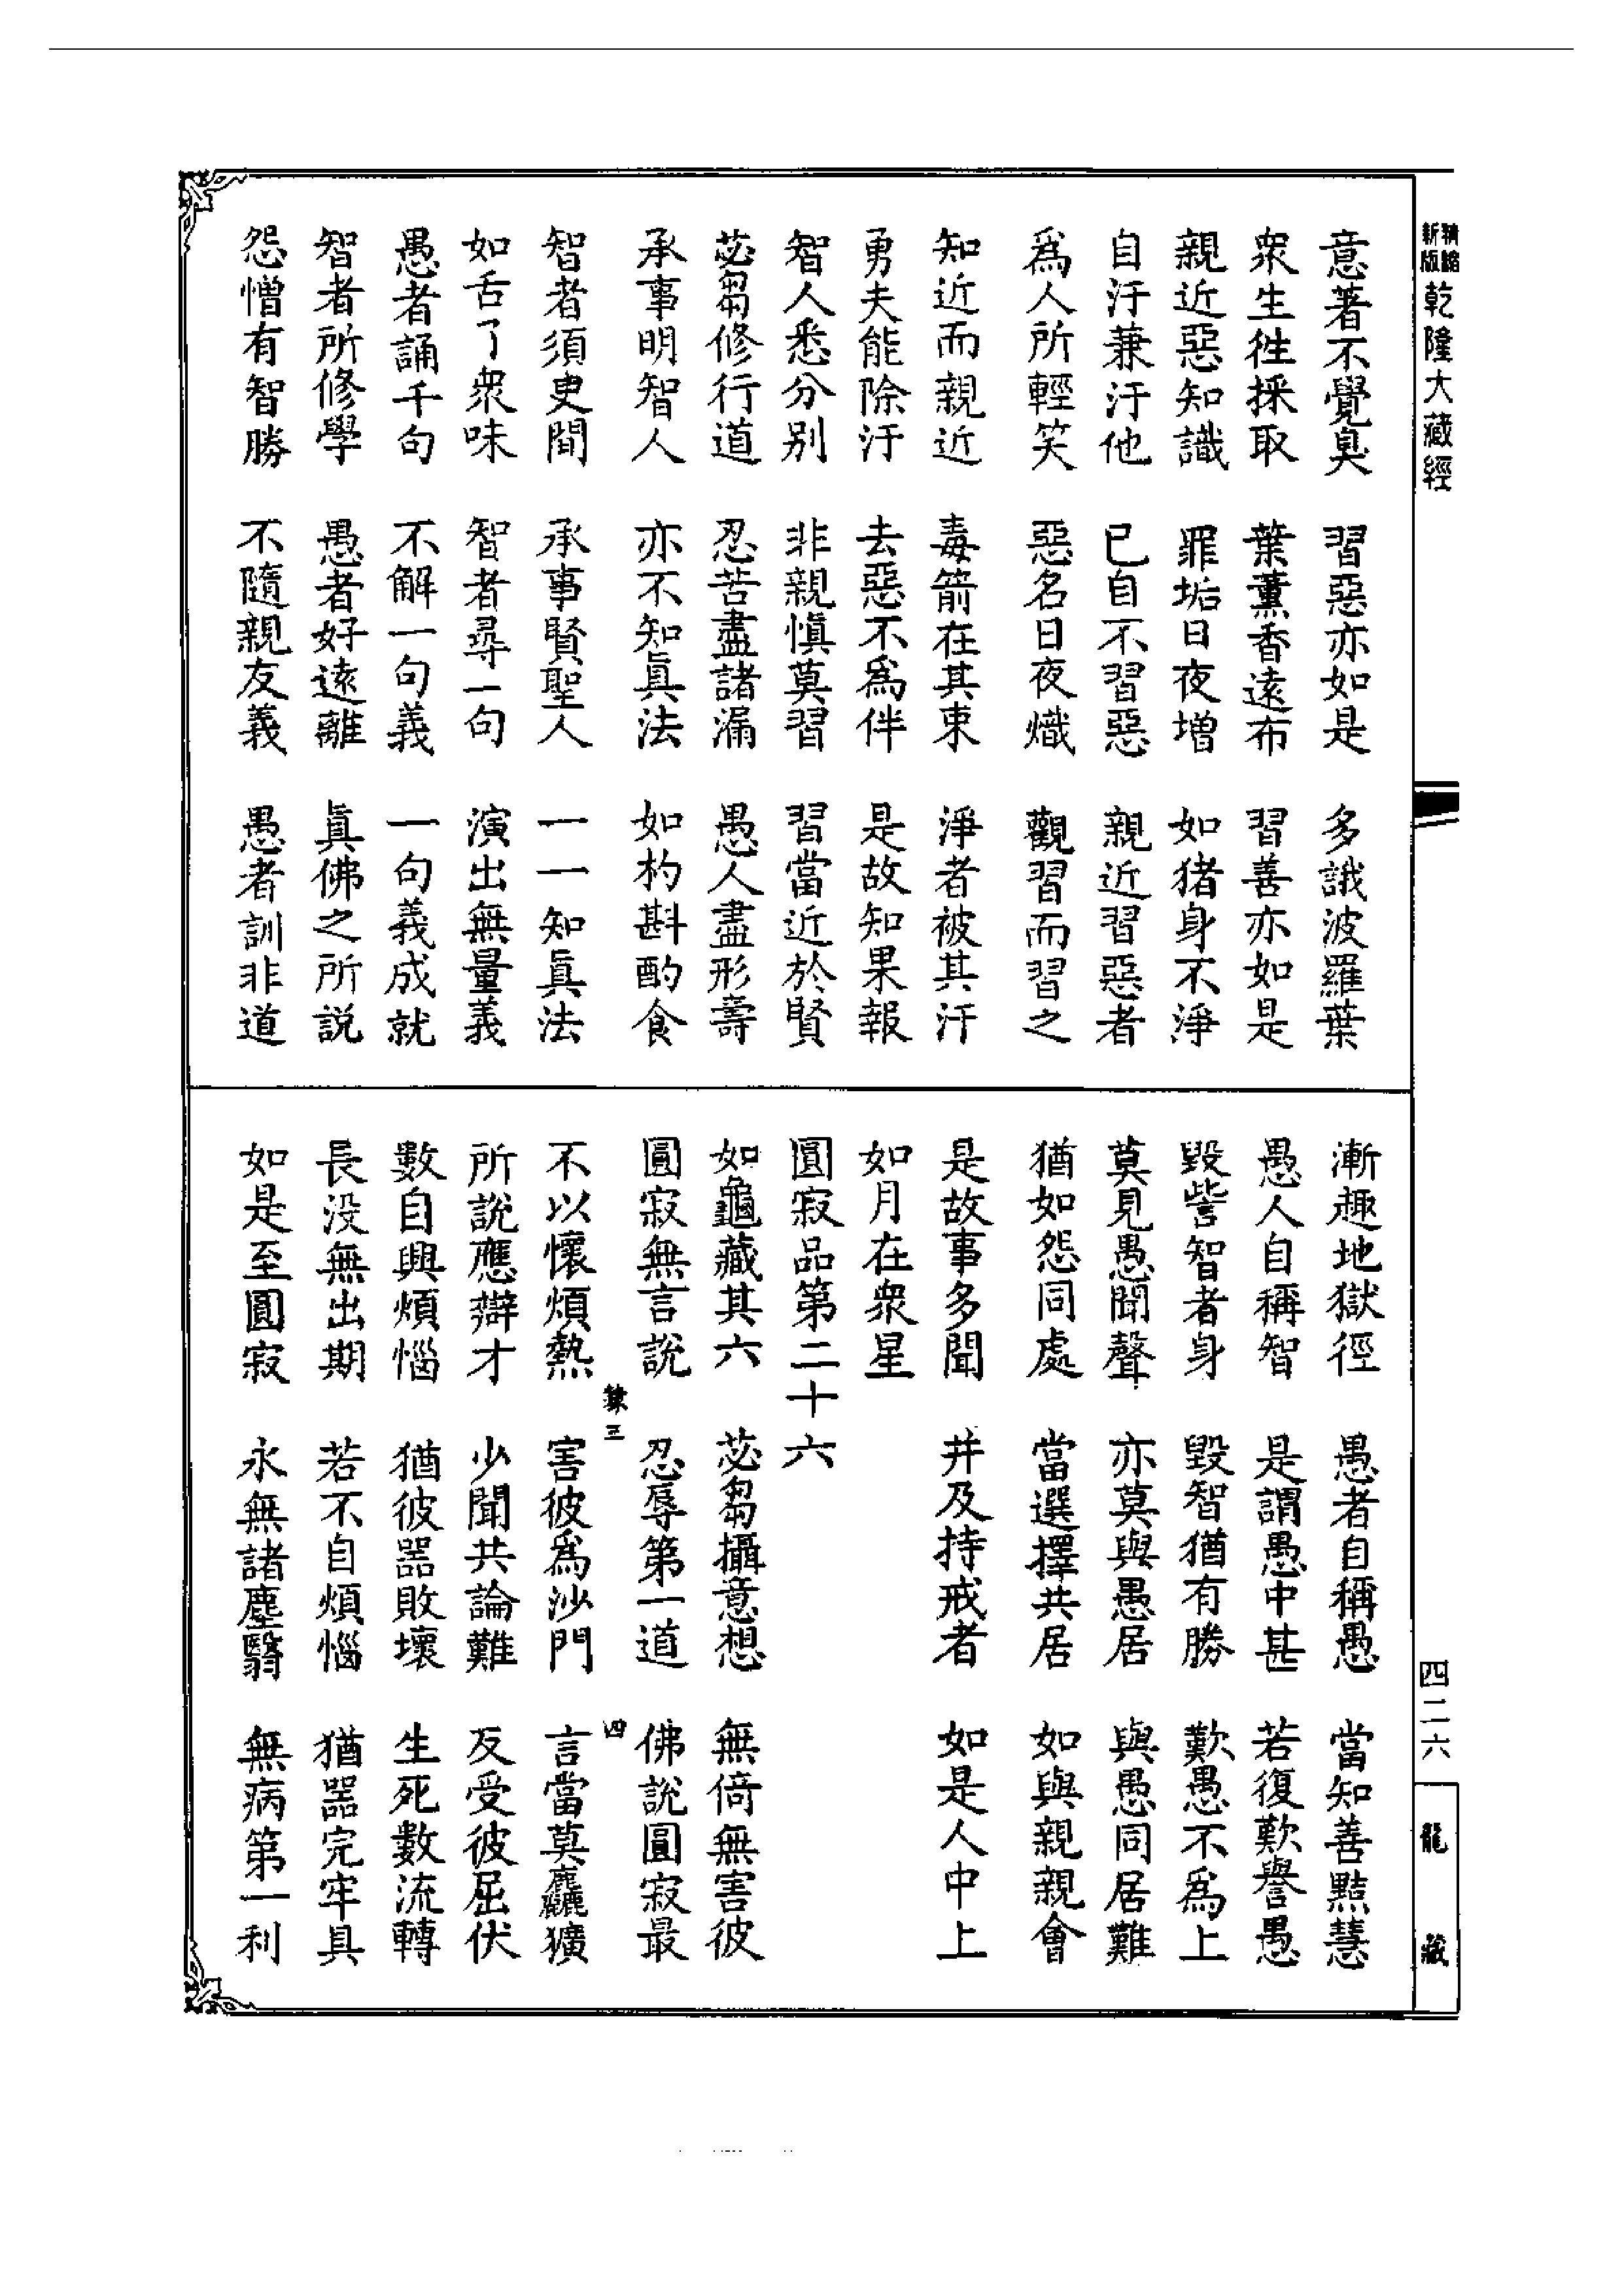 精縮新版乾隆大藏經
意著不覺臭　習惡亦如是　多誐波羅葉
衆生徃採取　葉薰香遠布　習善亦如是
親近惡知識　罪垢日夜增　如猪身不淨
自汙兼汙他　已自不習惡　親近習惡者
爲人所輕笑　惡名日夜熾　觀習而習之
知近而親近　毒箭在其束　淨者被其汙
勇夫能除汙　去惡不爲伴　是故知果報
智人悉分別　非親愼莫習　習當近於賢
苾芻修行道　忍苦盡諸漏　愚人盡形壽
承事明智人　亦不知眞法　如杓斟酌食
智者須臾間　承事賢聖人　一一知眞法
如舌了衆味　智者尋一句　演出無量義
愚者誦千句　不解一句義　一句義成就
智者所修學　愚者好遠離　眞佛之所説
怨憎有智勝　不隨親友義　愚者訓非道
漸趣地獄徑　愚者自稱愚　當知善黠慧
愚人自稱智　是謂愚中甚　若復歎譽愚
毀訾智者身　毀智猶有勝　歎愚不爲上
莫見愚聞聲　亦莫與愚居　與愚同居難
猶如怨同處　當選擇共居　如與親親會
是故事多聞　并及持戒者　如是人中上
如月在衆星
圓寂品第二十六
如龜藏其六　苾芻攝意想　無倚無害彼
圓寂無言說　忍辱第一道　佛說圓寂最
隸三　四
不以懷煩熱　害彼爲沙門　言當莫麤獷
所說應辯才　少聞共論難　反受彼屈伏
數自興煩惱　猶彼器敗壞　生死數流轉
長没無出期　若不自煩惱　猶器完牢具
如是至圓寂　永無諸塵翳　無病第一利
四二六
龍藏